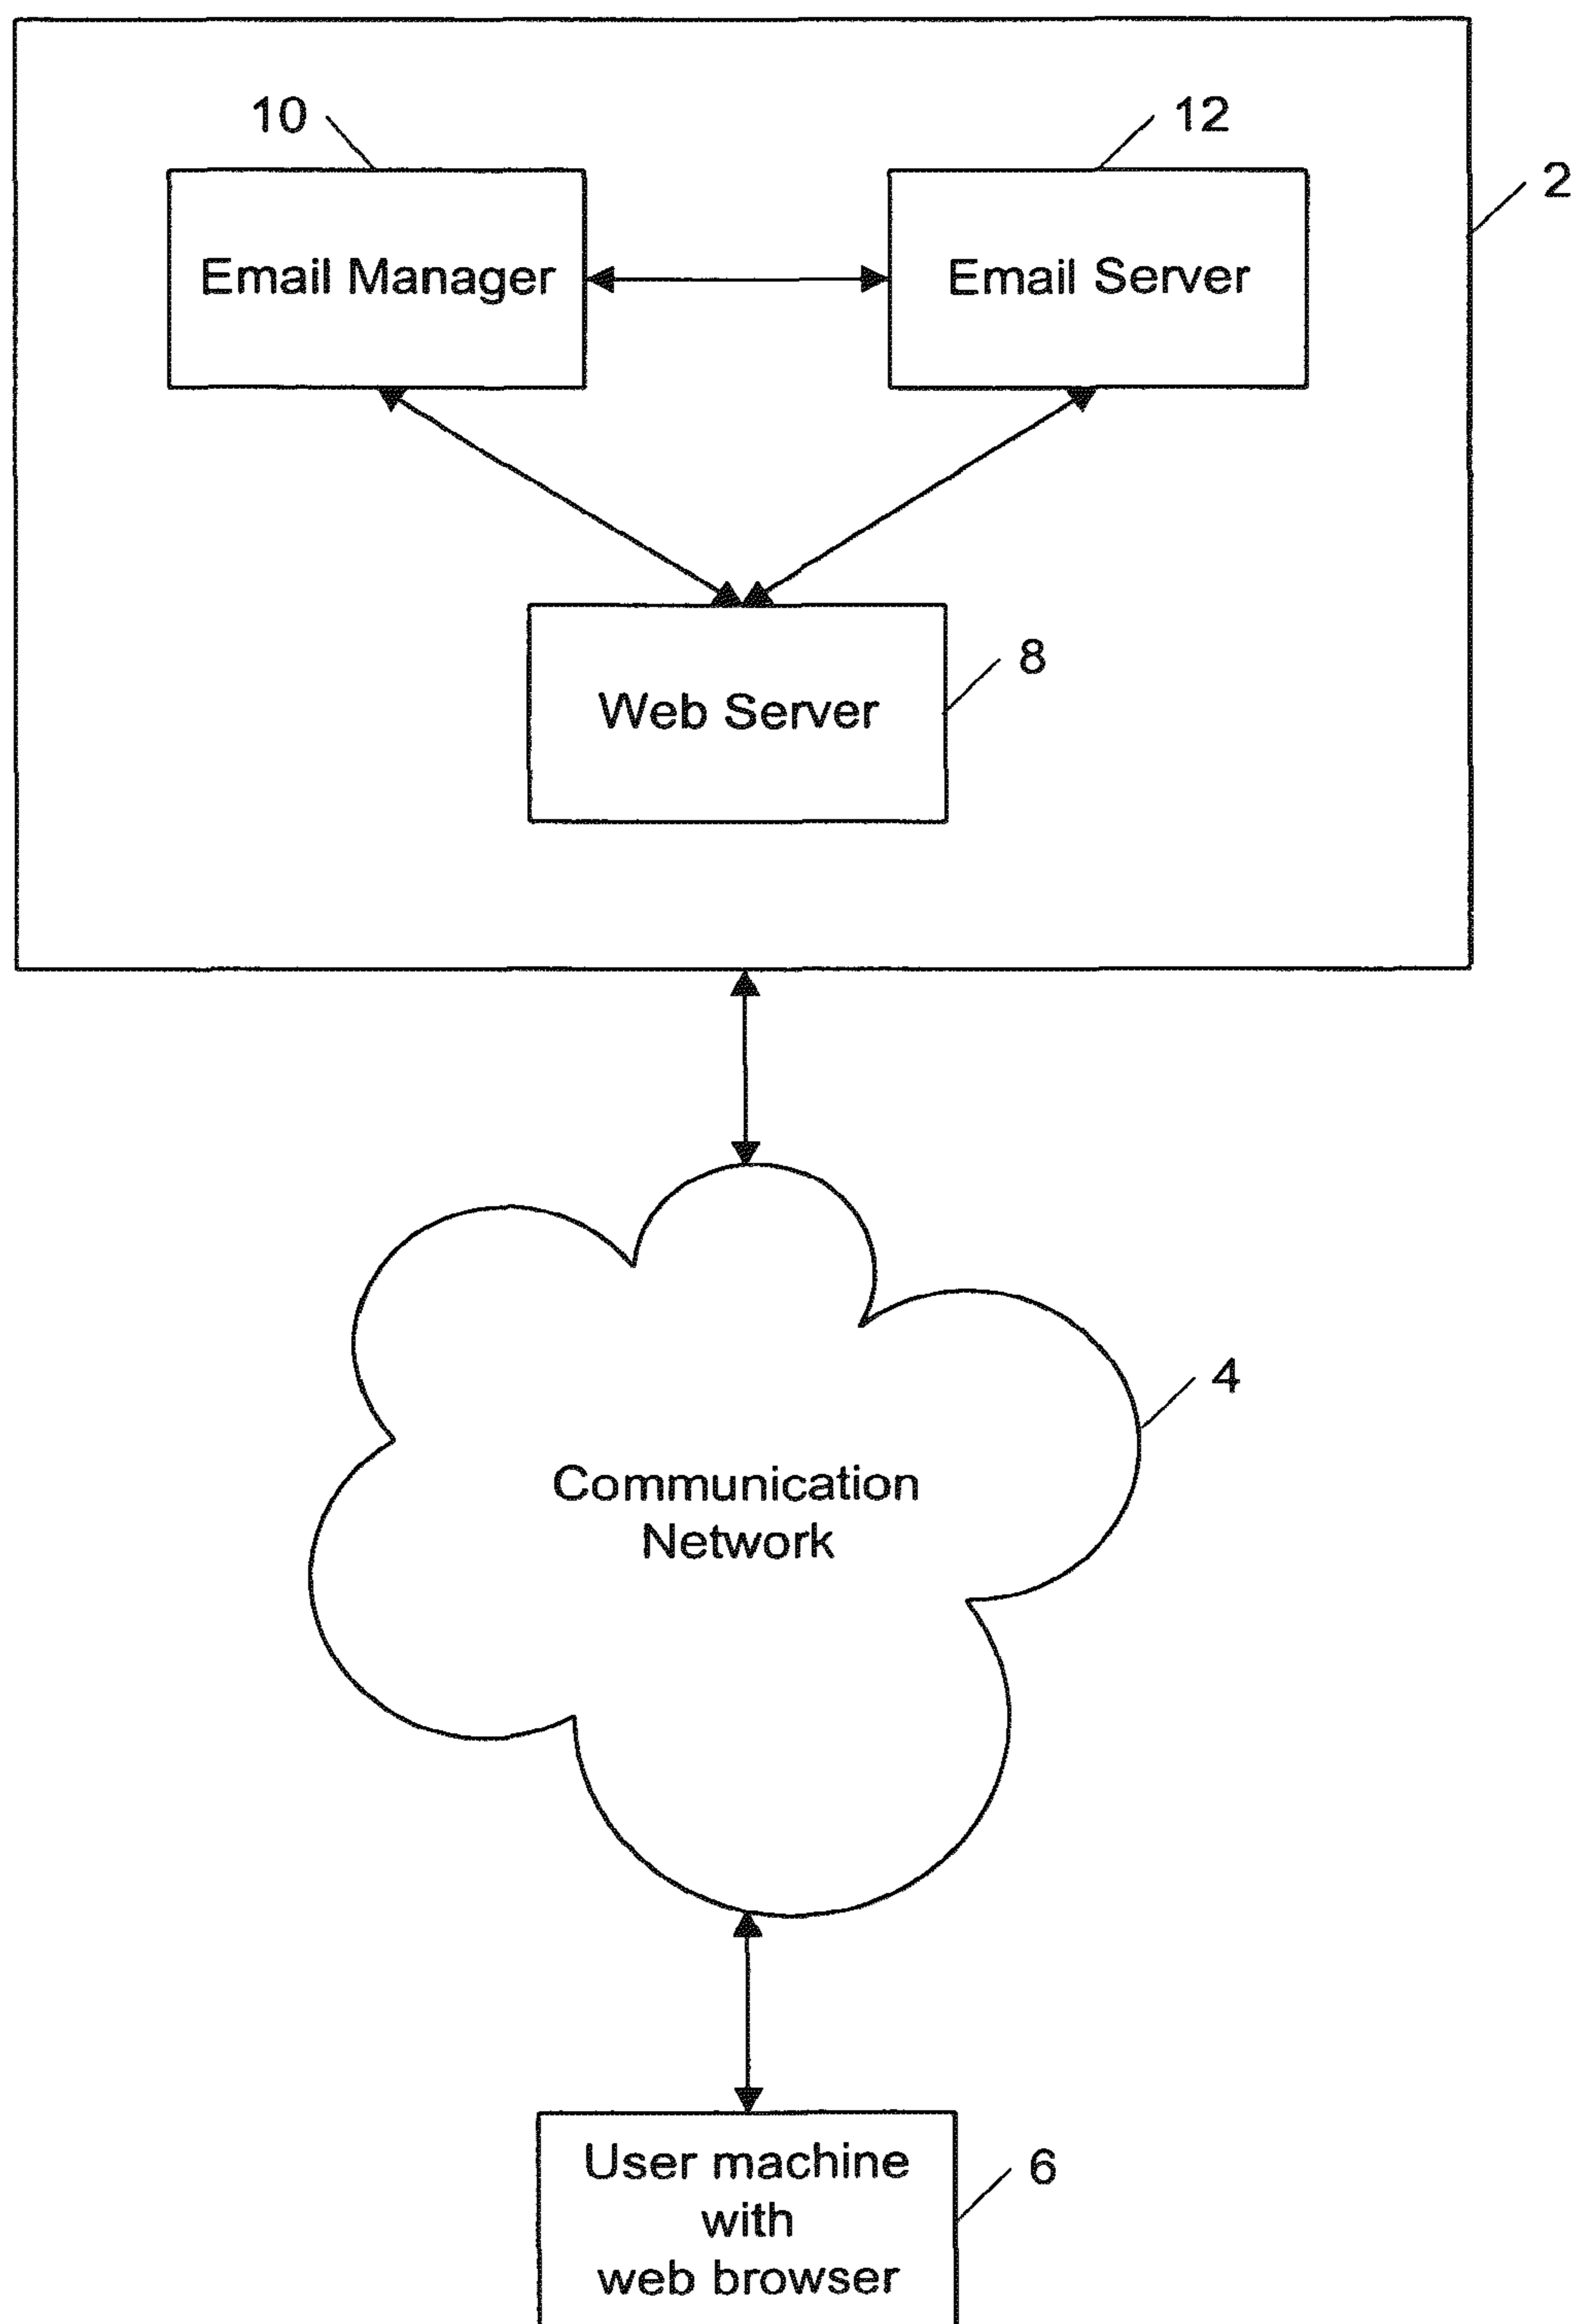 10
12
2
Email Manager
Email Server
8
Web Server
4
Communication
Network
6
User machine
with
web browser